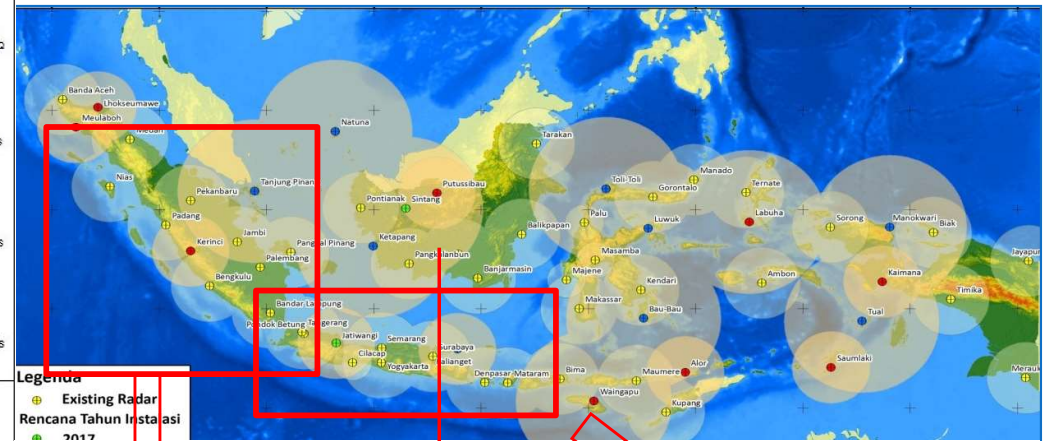 Banda Aceh
Lhokseumawe
Meulaboh
Medan
Natuna
Tarakan
Nias
Pekanbaru
Tanjung Pinang
Putussibau
Toli-Toli
Manado
Gorontalo
Ternate
Padang
Pontianak
Sintang
Palu
Luwuk
Labuha
Sorong
Manokwari
Biak
Jambi
Kerinci
Pangkal Pinang
Ketapang
Balikpapan
Palembang
Pangkalanbun
Masamba
Jayapur
Bengkulu
Banjarmasin
Majene
Kendari
Ambon
Kaimana
Timika
Bandar Lampung
Makassar
Bau-Bau
Tual
Pondok Betung
Tangerang
Jatiwangi
Semarang
Surabaya
Kalianget
Cilacap
Yogyakarta
Denpasar
Mataram
Bima
Maumere
Alor
Saumlaki
Merauk
Waingapu
Kupang
Legenda
Existing Radar
Rencana Tahun Instalasi
2017